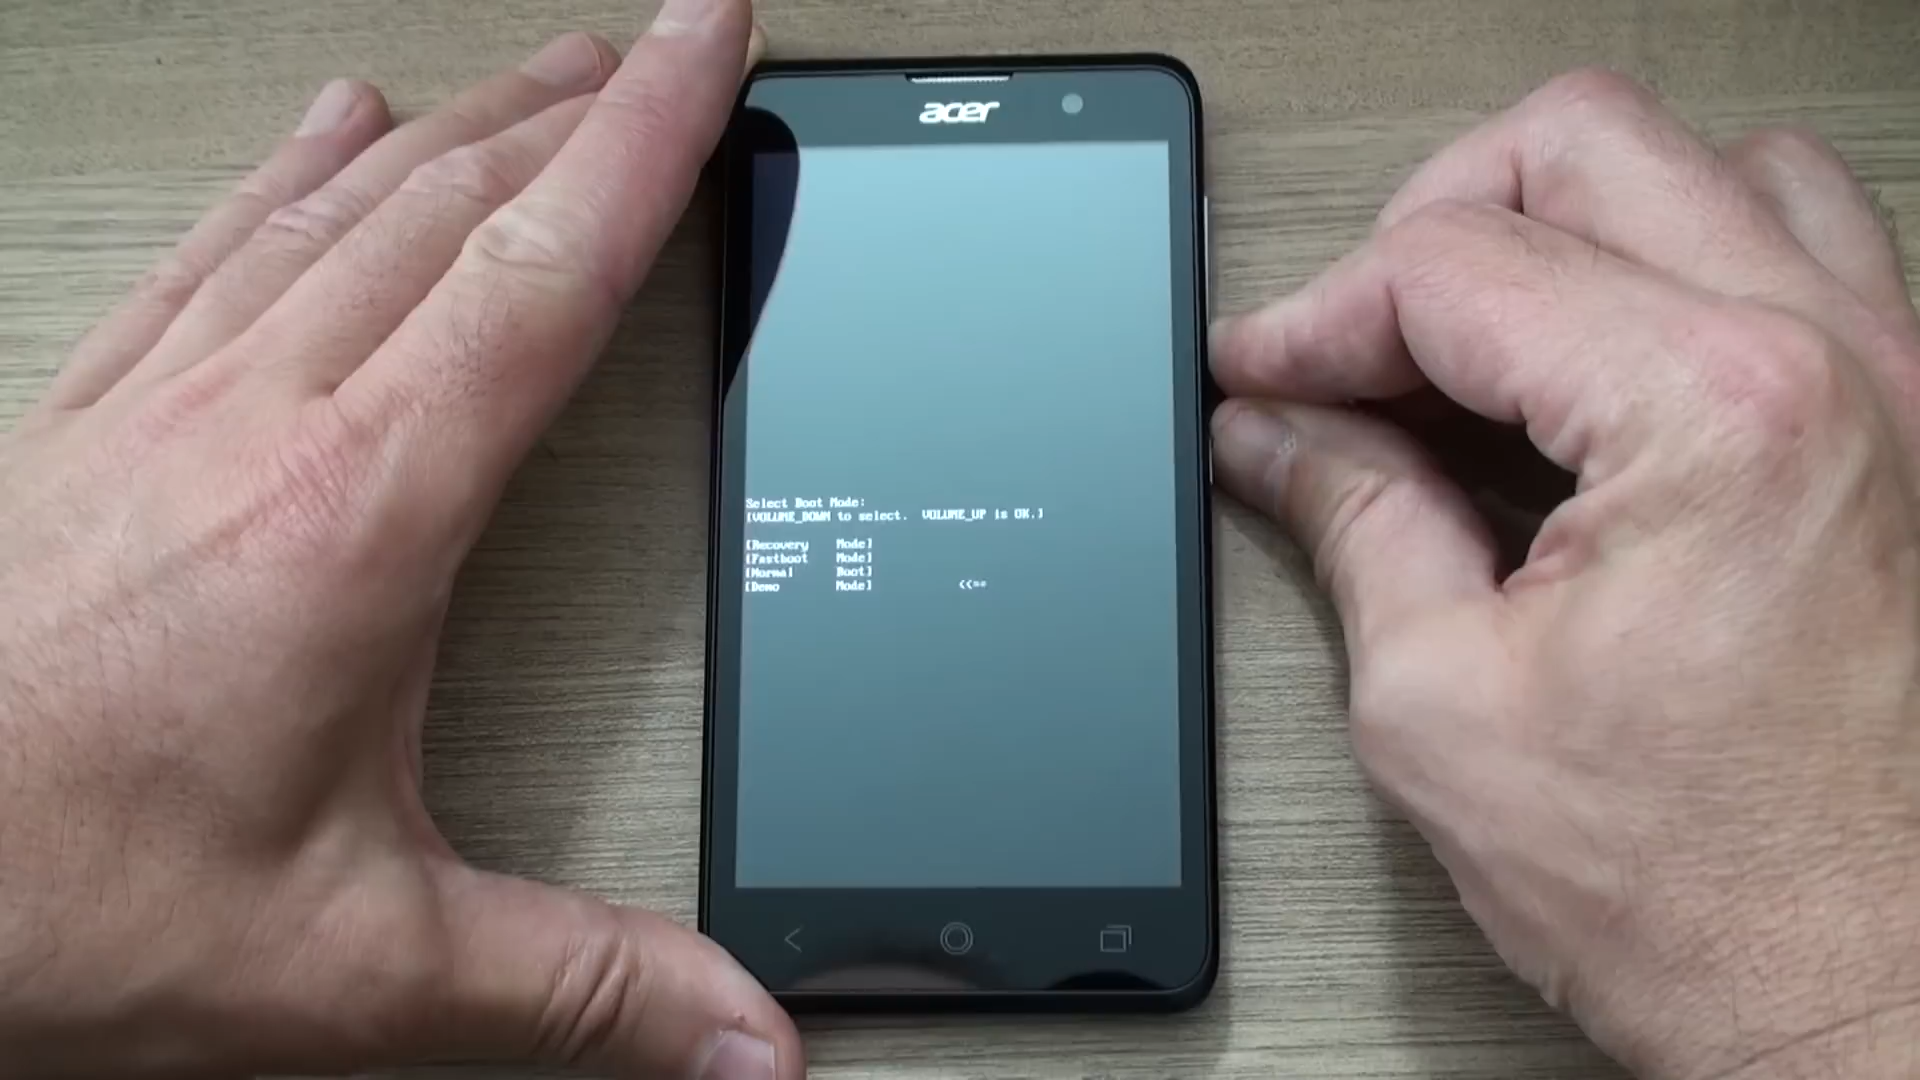 acer
Select Boot Mode:
[VOLUME_DOWN to select. VOLUME_UP is OK.]
[Recovery Mode]
[Fastboot Mode]
[Normal Boot]
[Demo Mode] <<==